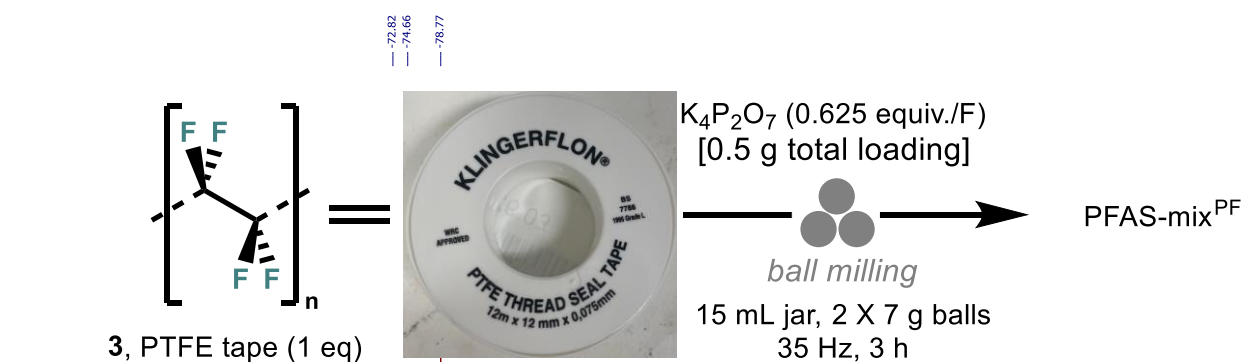 -72.82
-74.66
-78.77
F F
F F
n
3, PTFE tape (1 eq)
KLINGERFLON®
WRC
APPROVED
BS
7786
1995 Grade L
PTFE THREAD SEAL TAPE
12m x 12 mm x 0,075mm
K4P2O7 (0.625 equiv./F)
[0.5 g total loading]
ball milling
15 mL jar, 2 X 7 g balls
35 Hz, 3 h
PFAS-mixPF